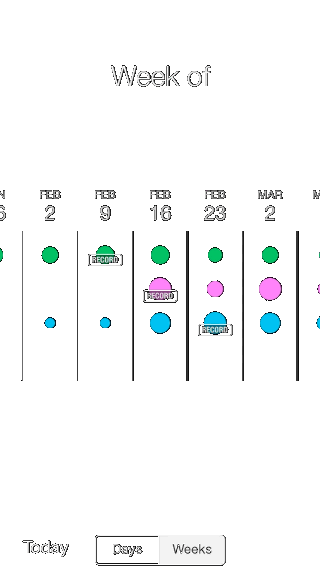 Week of
N FEB FEB FEB FEB MAR M
6 2 9 16 23 2
RECORD
RECORD
RECORD
Today Days Weeks